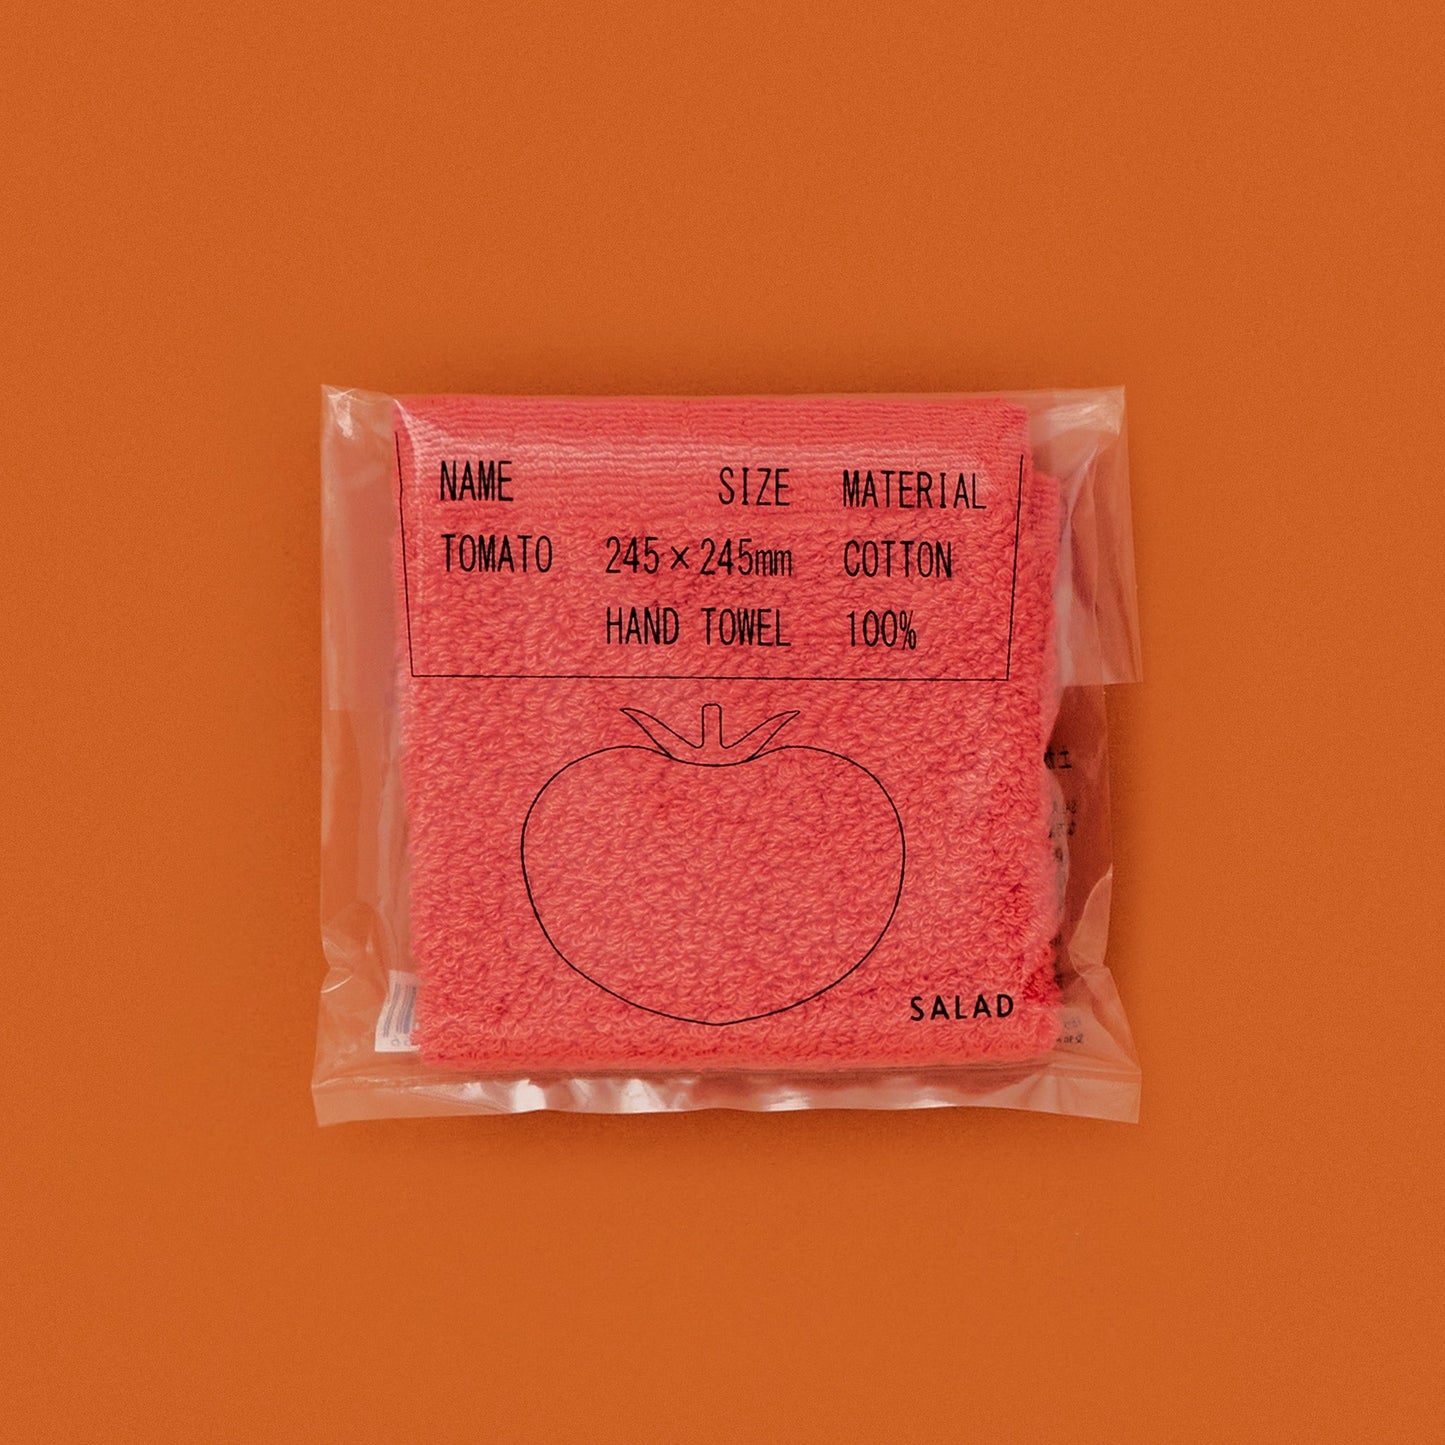 NAME SIZE MATERIAL
TOMATO 245×245mm COTTON
HAND TOWEL 100%
SALAD